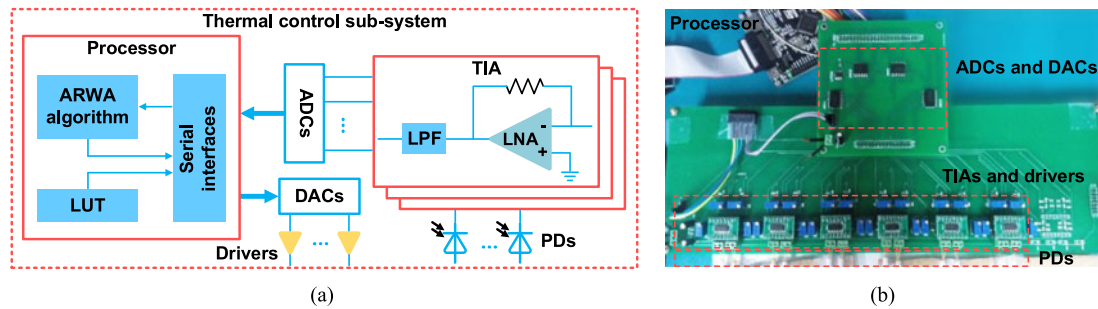 Thermal control sub-system
Processor
ARWA
algorithm
LUT
Serial
interfaces
ADCs
DACs
Drivers
...
TIA
LPF
LNA
-
+
...
PDs
(a)
Processor
ADCs and DACs
TIAs and drivers
PDs
(b)